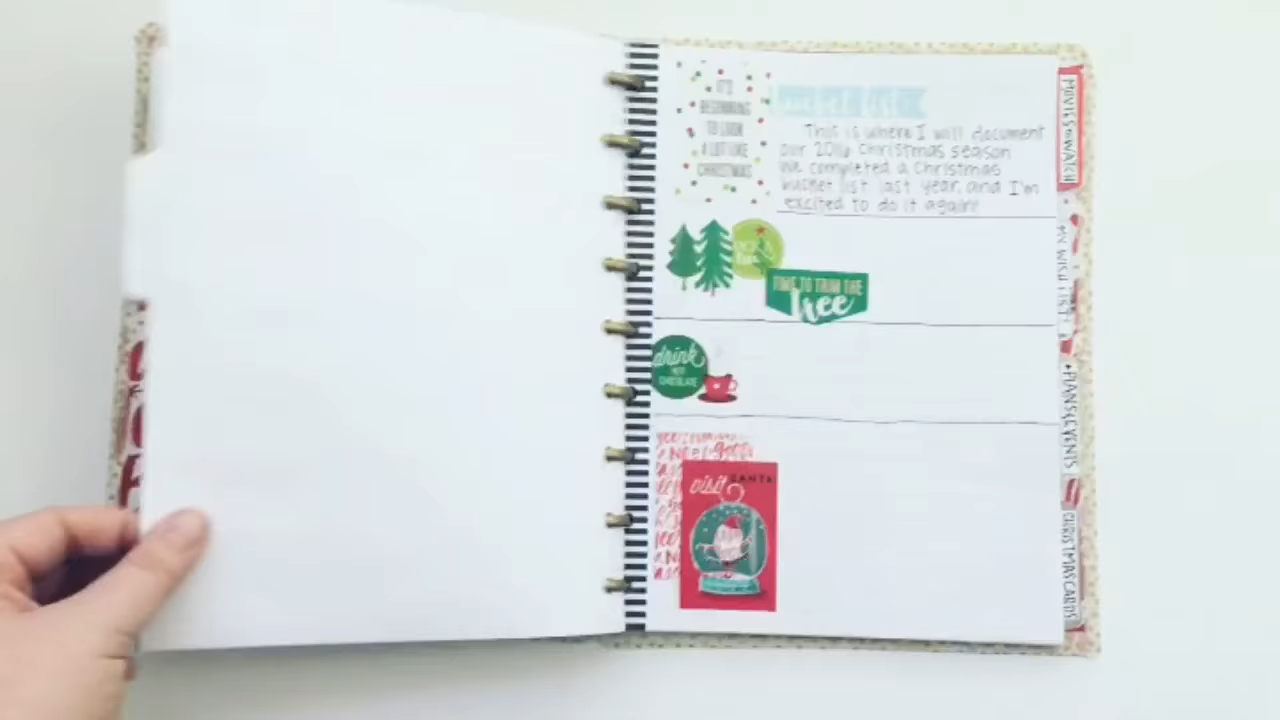 IT'S
BEGINNING
TO LOOK
A LOT LIKE
CHRISTMAS
This is where I will document
our 2016 Christmas season
We completed a Christmas
bucket list last year, and I'm
excited to do it again!
TIME TO TRIM THE
tree
drink
HOT
CHOCOLATE
visit SANTA
MOVIES to WATCH
MY WISH LIST
PLANS & EVENTS
CHRISTMAS CARDS